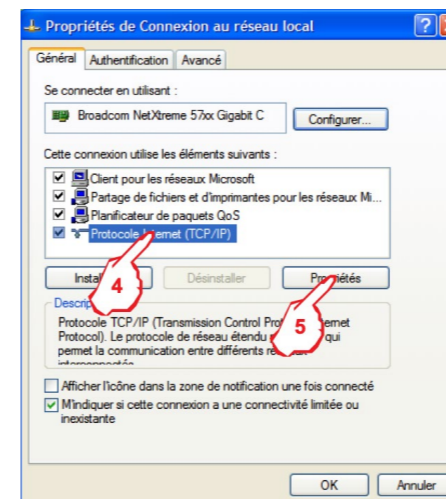 Propriétés de Connexion au réseau local
Général Authentification Avancé
Se connecter en utilisant :
Broadcom NetXtreme 57xx Gigabit C
Configurer...
Cette connexion utilise les éléments suivants :
Client pour les réseaux Microsoft
Partage de fichiers et d'imprimantes pour les réseaux Mi...
Planificateur de paquets QoS
Protocole Internet (TCP/IP)
Désinstaller Propriétés
4
5
Protocole TCP/IP (Transmission Control
Protocol). Le protocole de réseau étendu qui
permet la communication entre différents
Afficher l'icône dans la zone de notification une fois connecté
M'indiquer si cette connexion a une connectivité limitée ou
inexistante
OK Annuler